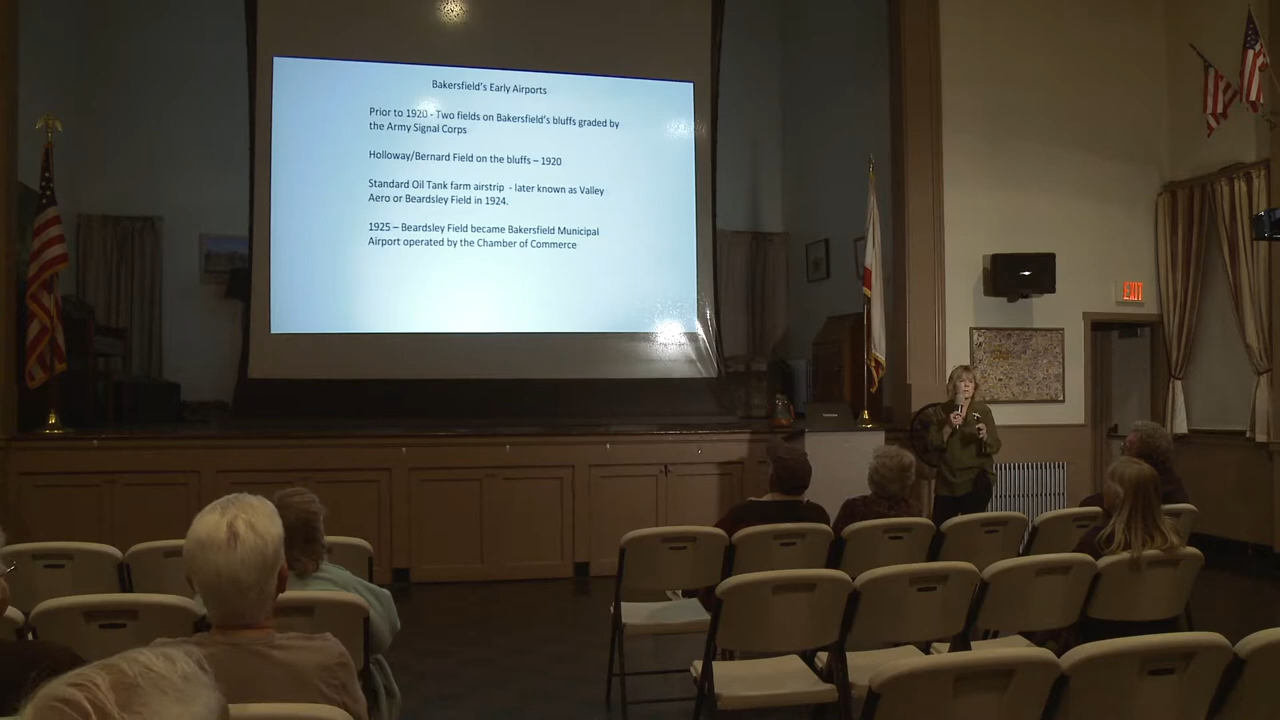 Bakersfield's Early Airports
Prior to 1920 - Two fields on Bakersfield's bluffs graded by
the Army Signal Corps
Holloway/Bernard Field on the bluffs – 1920
Standard Oil Tank farm airstrip - later known as Valley
Aero or Beardsley Field in 1924.
1925 – Beardsley Field became Bakersfield Municipal
Airport operated by the Chamber of Commerce
EXIT